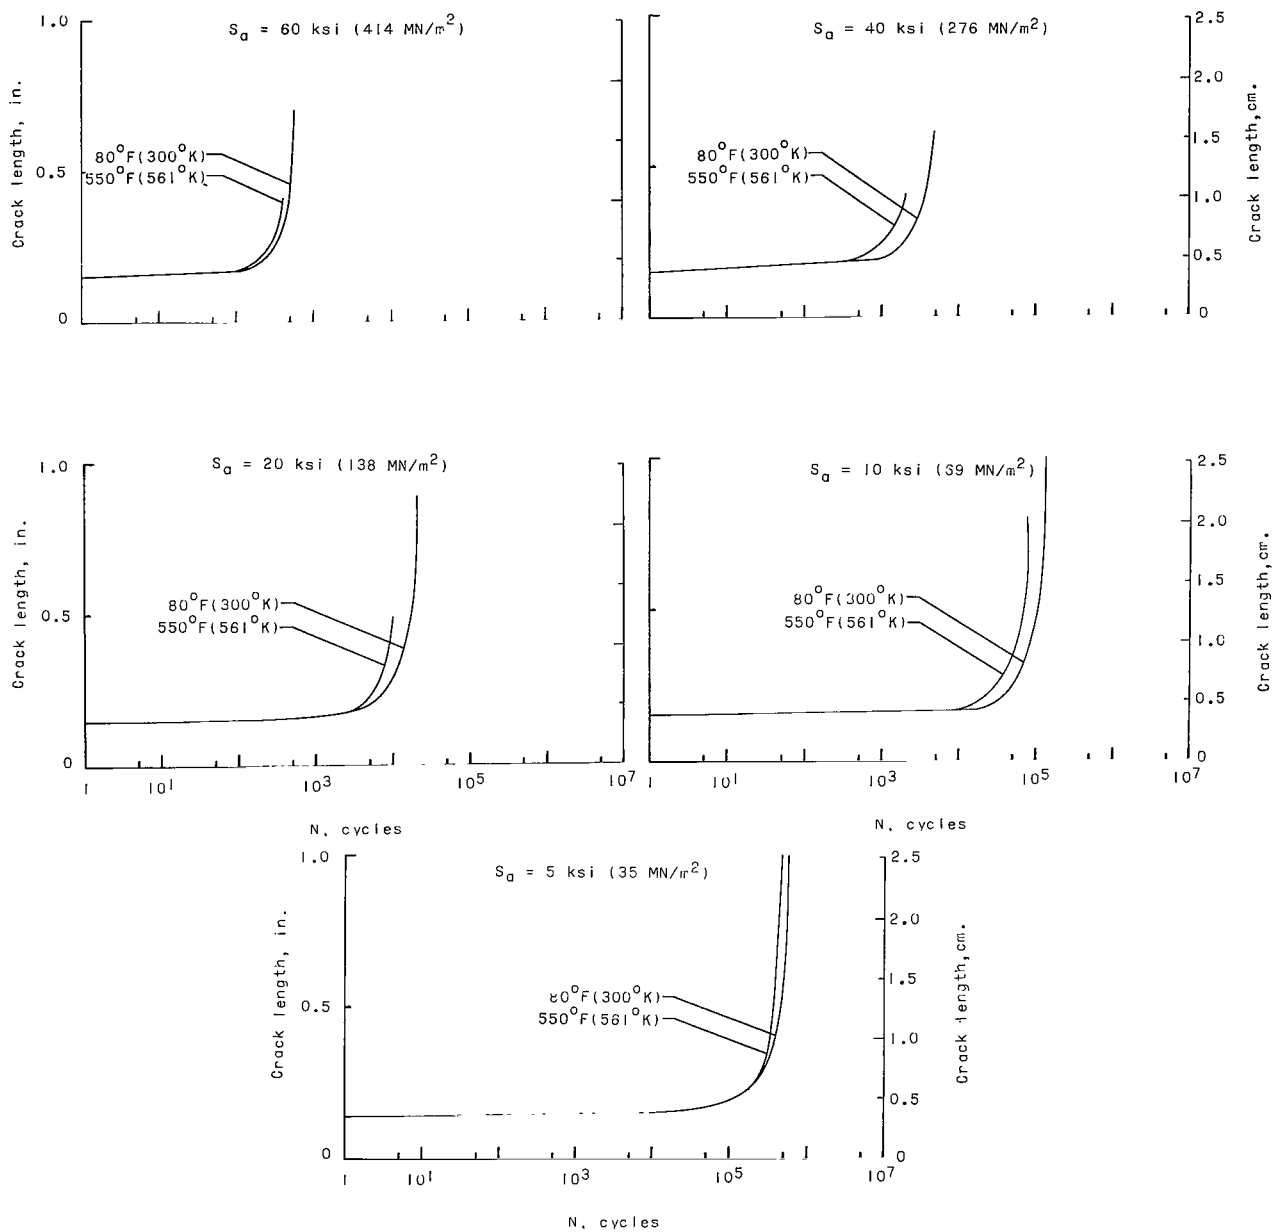 S_a = 60 ksi (414 MN/m²)
1.0
0.5
0
Crack length, in.
80°F(300°K)
550°F(561°K)
S_a = 40 ksi (276 MN/m²)
80°F(300°K)
550°F(561°K)
2.5
2.0
1.5
1.0
0.5
0
Crack length, cm.
S_a = 20 ksi (138 MN/m²)
1.0
0.5
0
Crack length, in.
80°F(300°K)
550°F(561°K)
1 10¹ 10³ 10⁵ 10⁷
N, cycles
S_a = 10 ksi (69 MN/m²)
80°F(300°K)
550°F(561°K)
2.5
2.0
1.5
1.0
0.5
0
Crack length, cm.
1 10¹ 10³ 10⁵ 10⁷
N, cycles
S_a = 5 ksi (35 MN/m²)
1.0
0.5
0
Crack length, in.
80°F(300°K)
550°F(561°K)
2.5
2.0
1.5
1.0
0.5
0
Crack length, cm.
1 10¹ 10³ 10⁵ 10⁷
N, cycles